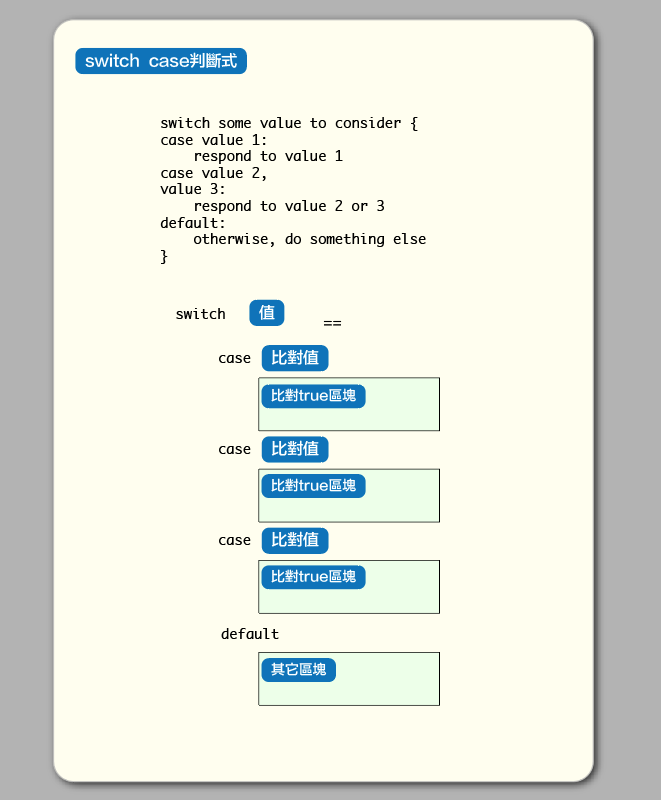 switch case判斷式
switch some value to consider {
case value 1:
    respond to value 1
case value 2,
value 3:
    respond to value 2 or 3
default:
    otherwise, do something else
}
switch 值 ==
case 比對值
比對true區塊
case 比對值
比對true區塊
case 比對值
比對true區塊
default
其它區塊